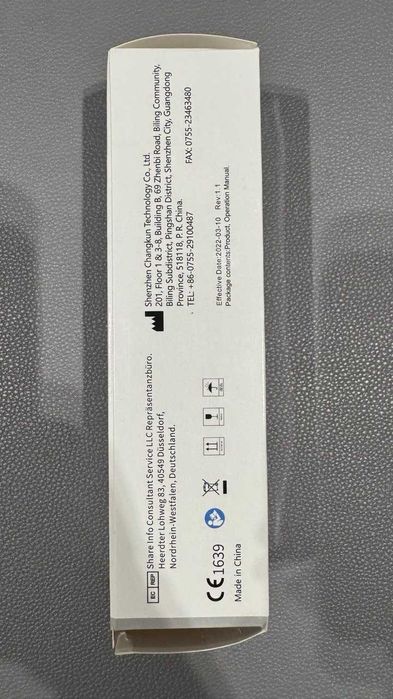 EC REP Share Info Consultant Service LLC Repräsentanzbüro.
Heerdter Lohweg 83, 40549 Düsseldorf,
Nordrhein-Westfalen, Deutschland.
CE 1639
Made in China
Shenzhen Changkun Technology Co., Ltd.
201, Floor 1 & 3-8, Building B, 69 Zhenbi Road, Biling Community,
Biling Subdistrict, Pingshan District, Shenzhen City, Guangdong
Province, 518118, P. R. China.
TEL: +86-0755-29100487 FAX: 0755-23463480
Effective Date:2022-03-10 Rev:1.1
Package contents:Product, Operation Manual.